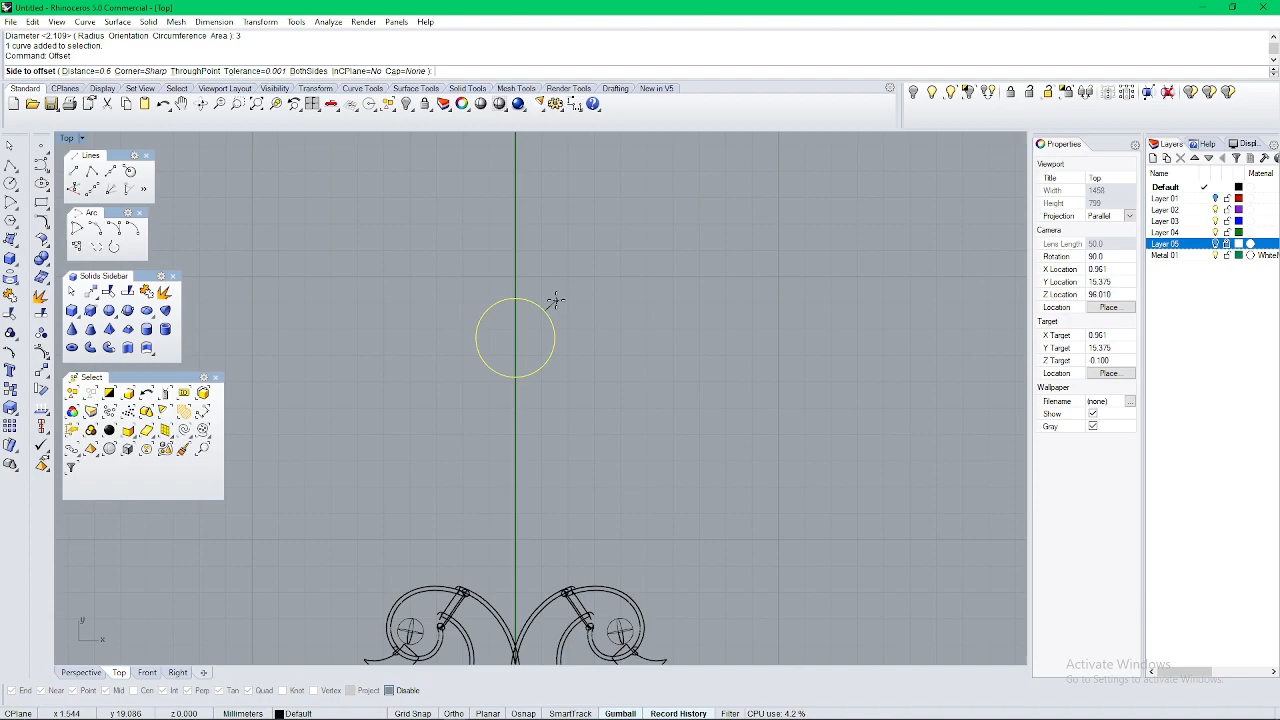 Untitled - Rhinoceros 5.0 Commercial - [Top]
File Edit View Curve Surface Solid Mesh Dimension Transform Tools Analyze Render Panels Help
Diameter <2.109> ( Radius Orientation Circumference Area ): 3
1 curve added to selection.
Command: Offset
Side to offset ( Distance=0.6 Corner=Sharp ThroughPoint Tolerance=0.001 BothSides InCPlane=No Cap=None ):
Standard CPlanes Display Set View Select Viewport Layout Visibility Transform Curve Tools Surface Tools Solid Tools Mesh Tools Render Tools Drafting New in V5
Top
Lines
Arc
Solids Sidebar
Select
Properties
Viewport
Title Top
Width 1458
Height 799
Projection Parallel
Camera
Lens Length 50.0
Rotation 90.0
X Location 0.961
Y Location 15.375
Z Location 96.010
Location Place...
Target
X Target 0.961
Y Target 15.375
Z Target -0.100
Location Place...
Wallpaper
Filename (none) ...
Show
Gray
Layers Help Displ...
Name Material
Default
Layer 01
Layer 02
Layer 03
Layer 04
Layer 05
Metal 01
y
x
Activate Windows
Go to Settings to activate Windows.
Perspective Top Front Right
End Near Point Mid Cen Int Perp Tan Quad Knot Vertex Project Disable
CPlane x 1.544 y 19.086 z 0.000 Millimeters Default Grid Snap Ortho Planar Osnap SmartTrack Gumball Record History Filter CPU use: 4.2 %